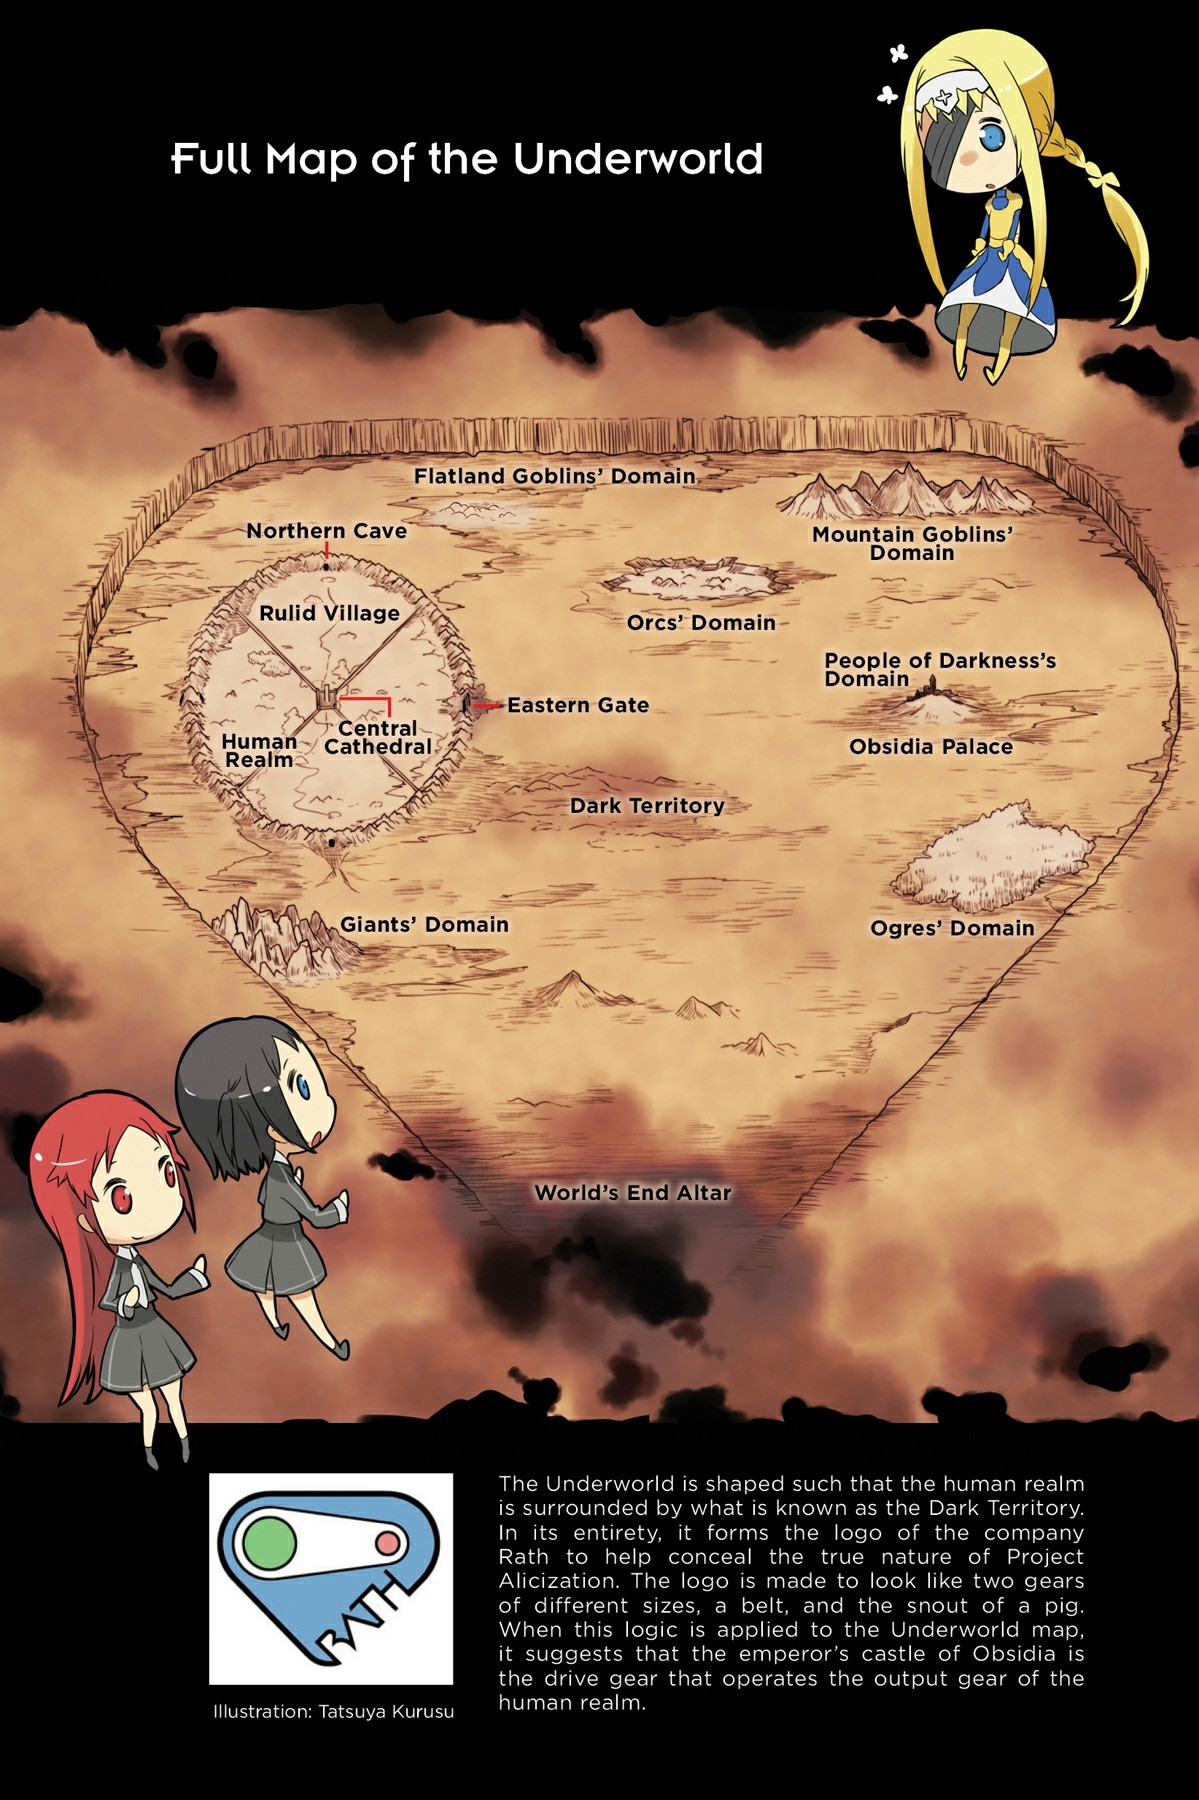 Full Map of the Underworld
Flatland Goblins' Domain
Northern Cave
Mountain Goblins'
Domain
Rulid Village
Orcs' Domain
People of Darkness's
Domain
Eastern Gate
Central
Cathedral
Human
Realm
Obsidia Palace
Dark Territory
Giants' Domain
Ogres' Domain
World's End Altar
RATH
Illustration: Tatsuya Kurusu
The Underworld is shaped such that the human realm
is surrounded by what is known as the Dark Territory.
In its entirety, it forms the logo of the company
Rath to help conceal the true nature of Project
Alicization. The logo is made to look like two gears
of different sizes, a belt, and the snout of a pig.
When this logic is applied to the Underworld map,
it suggests that the emperor's castle of Obsidia is
the drive gear that operates the output gear of the
human realm.